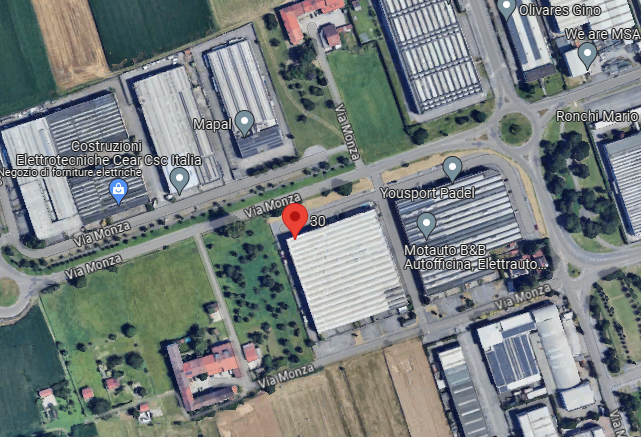 Olivares Gino
We are MSA
Mapal
Ronchi Mario
Costruzioni
Elettrotecniche Cear Csc Italia
Negozio di forniture elettriche
Via Monza
Yousport Padel
Via Monza
30
Via Monza
Motauto B&B
Autofficina, Elettrauto...
Via Monza
Via Monza
Via Monza
Via M